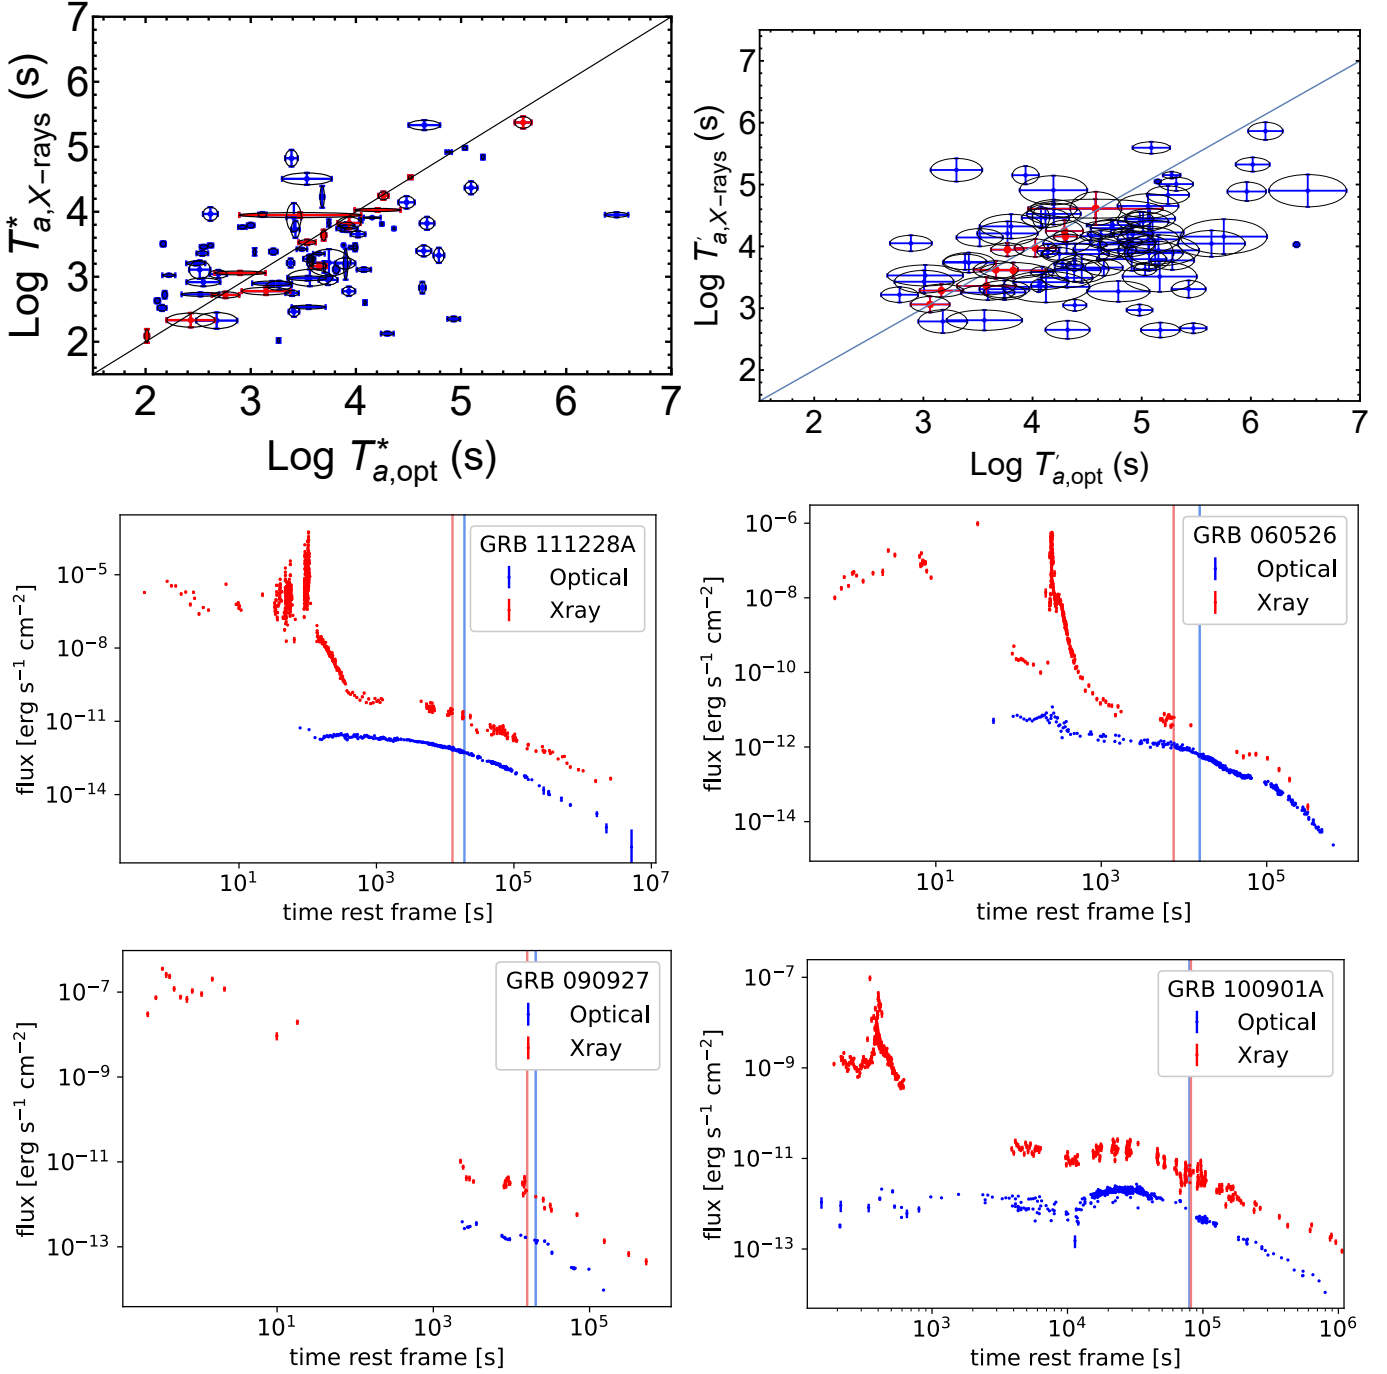 7
6
5
4
3
2
2 3 4 5 6 7
Log T*a,X-rays (s)
Log T*a,opt (s)
7
6
5
4
3
2
2 3 4 5 6 7
Log T′a,X-rays (s)
Log T′a,opt (s)
GRB 111228A
Optical
Xray
10⁻⁵
10⁻⁸
10⁻¹¹
10⁻¹⁴
flux [erg s⁻¹ cm⁻²]
10¹ 10³ 10⁵ 10⁷
time rest frame [s]
GRB 060526
Optical
Xray
10⁻⁶
10⁻⁸
10⁻¹⁰
10⁻¹²
10⁻¹⁴
flux [erg s⁻¹ cm⁻²]
10¹ 10³ 10⁵
time rest frame [s]
GRB 090927
Optical
Xray
10⁻⁷
10⁻⁹
10⁻¹¹
10⁻¹³
flux [erg s⁻¹ cm⁻²]
10¹ 10³ 10⁵
time rest frame [s]
GRB 100901A
Optical
Xray
10⁻⁷
10⁻⁹
10⁻¹¹
10⁻¹³
flux [erg s⁻¹ cm⁻²]
10³ 10⁴ 10⁵ 10⁶
time rest frame [s]